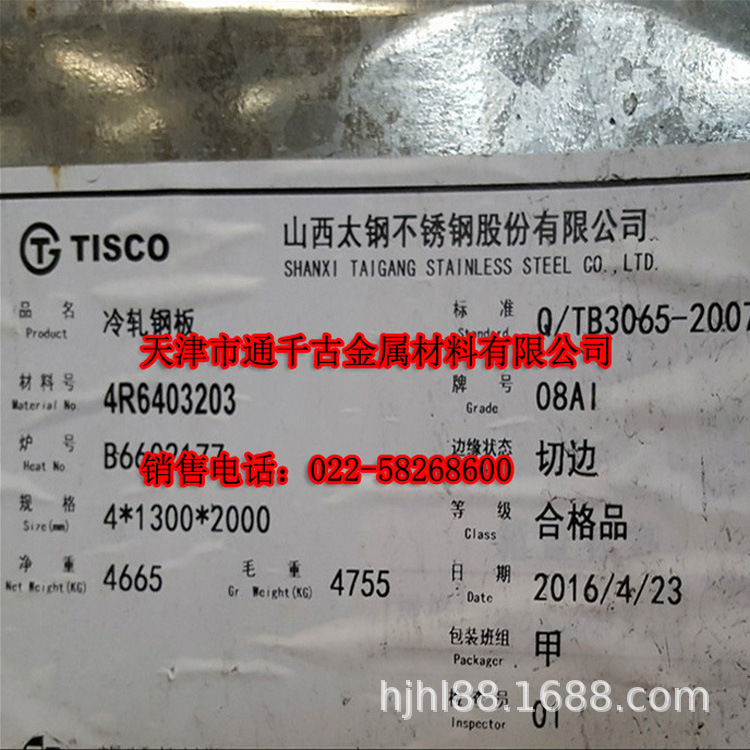 TISCO
山西太钢不锈钢股份有限公司
SHANXI TAIGANG STAINLESS STEEL CO.,LTD.
品名 冷轧钢板 标准 Q/TB3065-2007
Product Standard
天津市通千古金属材料有限公司
材料号 4R6403203 牌号 08Al
Material No. Grade
炉号 边缘状态 切边
Heat No
销售电话：022-58268600
规格 4*1300*2000 等级 合格品
Size(mm) Class
净重 4665 毛重 4755 日期 2016/4/23
Net Weight(KG) Gr Weight(KG) Date
包装班组 甲
Packager
hjhl88.1688.com
01
Inspector